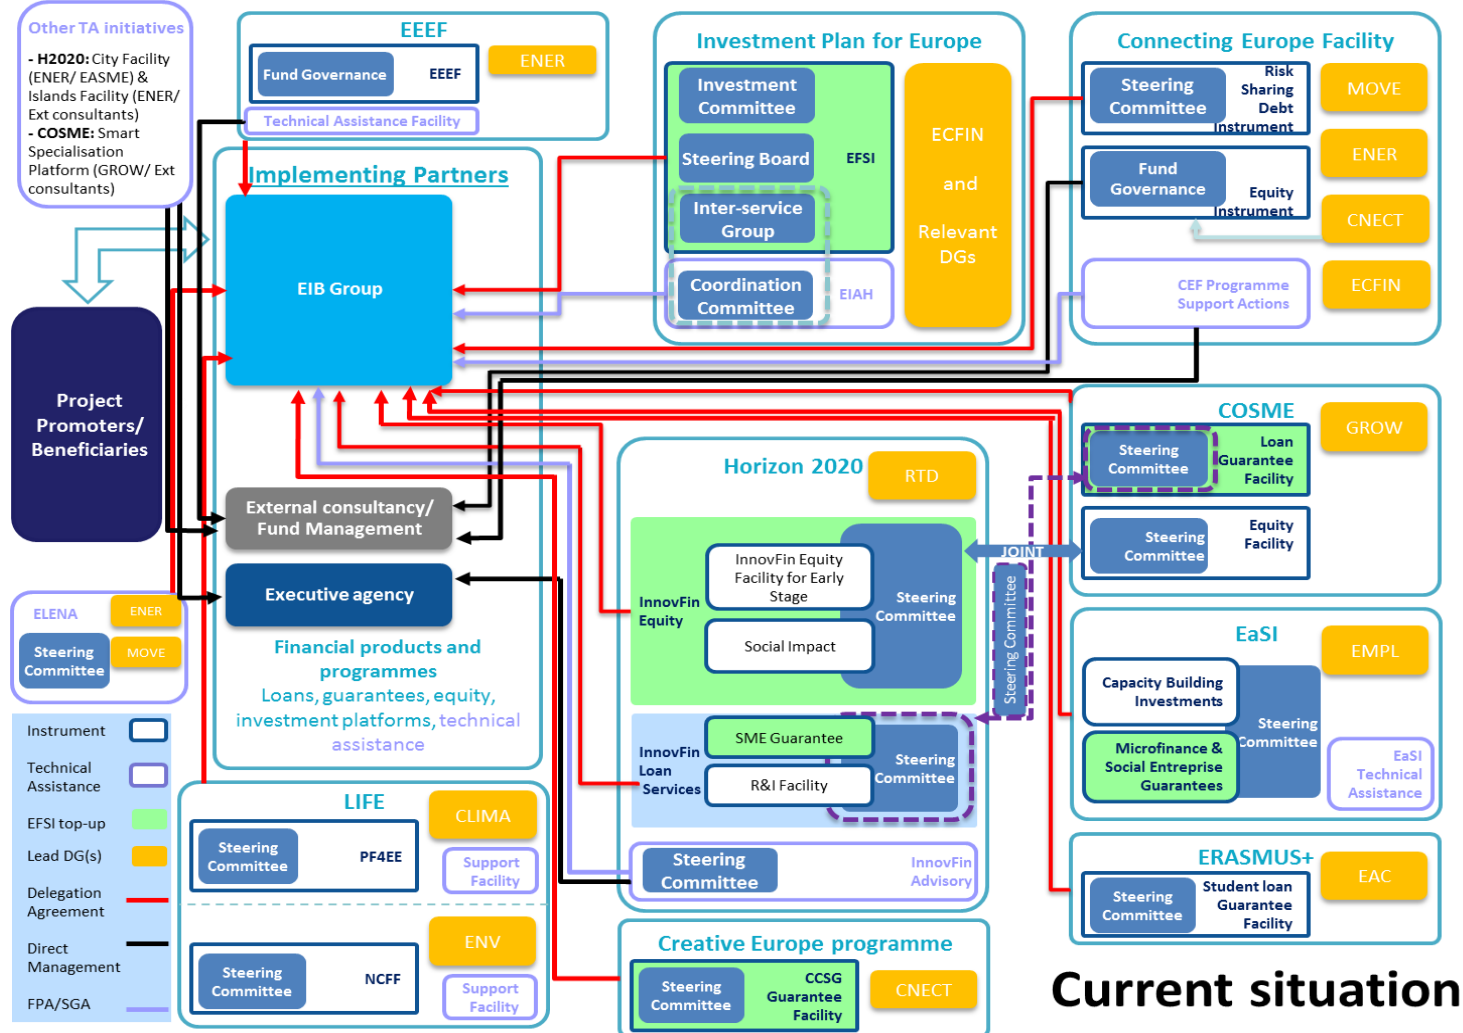 Other TA initiatives
- H2020: City Facility
(ENER/ EASME) &
Islands Facility (ENER/
Ext consultants)
- COSME: Smart
Specialisation
Platform (GROW/ Ext
consultants)
EEEF
Fund Governance
EEEF
ENER
Technical Assistance Facility
Investment Plan for Europe
Investment
Committee
Steering Board
EFSI
Inter-service
Group
Coordination
Committee
EIAH
ECFIN
and
Relevant
DGs
Connecting Europe Facility
Steering
Committee
Risk
Sharing
Debt
Instrument
MOVE
ENER
Fund
Governance
Equity
Instrument
CNECT
CEF Programme
Support Actions
ECFIN
Implementing Partners
EIB Group
Project
Promoters/
Beneficiaries
External consultancy/
Fund Management
Executive agency
Financial products and
programmes
Loans, guarantees, equity,
investment platforms, technical
assistance
ELENA
ENER
Steering
Committee
MOVE
Horizon 2020
RTD
InnovFin
Equity
InnovFin Equity
Facility for Early
Stage
Social Impact
Steering
Committee
JOINT
Steering Committee
InnovFin
Loan
Services
SME Guarantee
R&I Facility
Steering
Committee
Steering
Committee
InnovFin
Advisory
COSME
GROW
Steering
Committee
Loan
Guarantee
Facility
Steering
Committee
Equity
Facility
EaSI
EMPL
Capacity Building
Investments
Microfinance &
Social Entreprise
Guarantees
Steering
Committee
EaSI
Technical
Assistance
ERASMUS+
EAC
Steering
Committee
Student loan
Guarantee
Facility
Instrument
Technical
Assistance
EFSI top-up
Lead DG(s)
Delegation
Agreement
Direct
Management
FPA/SGA
LIFE
CLIMA
Steering
Committee
PF4EE
Support
Facility
ENV
Steering
Committee
NCFF
Support
Facility
Creative Europe programme
Steering
Committee
CCSG
Guarantee
Facility
CNECT
Current situation